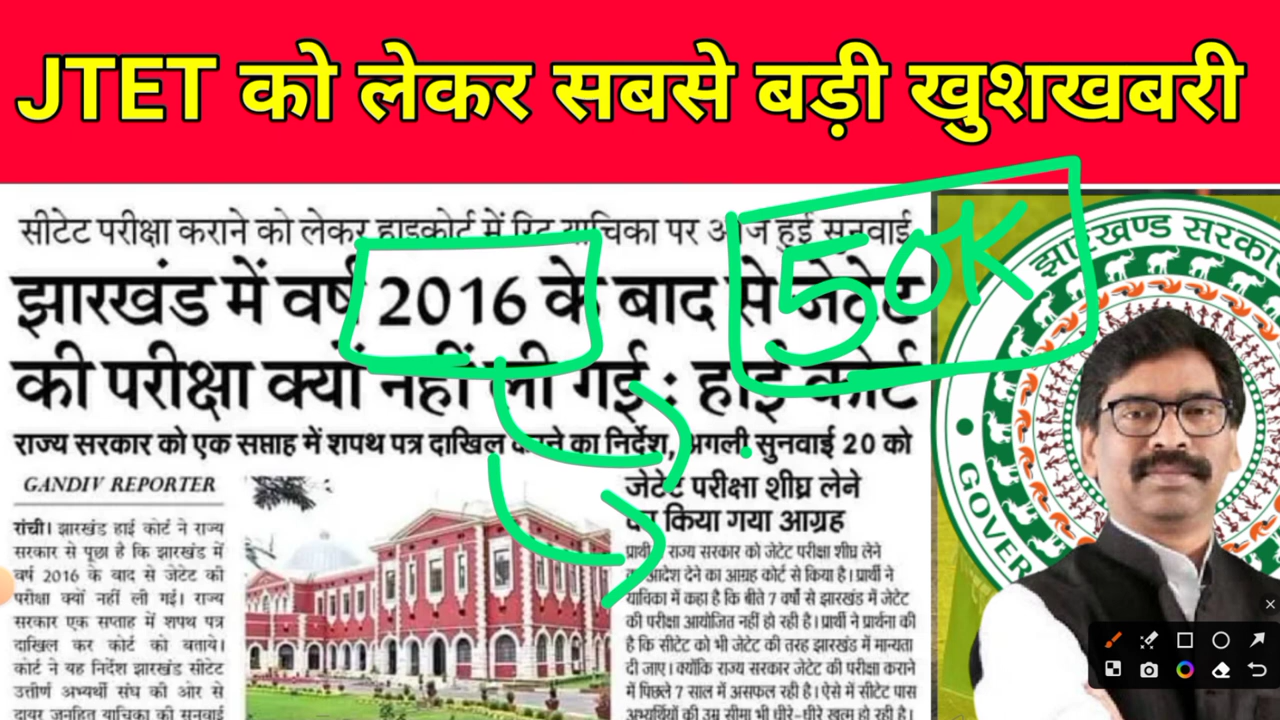 JTET को लेकर सबसे बड़ी खुशखबरी
सीटेट परीक्षा कराने को लेकर हाइकोर्ट में रिट याचिका पर आज हुई सुनवाई
झारखंड में वर्ष 2016 के बाद से जेटेट
की परीक्षा क्यों नहीं ली गई : हाई कोर्ट
50K
राज्य सरकार को एक सप्ताह में शपथ पत्र दाखिल करने का निर्देश, अगली सुनवाई 20 को
GANDIV REPORTER
रांची। झारखंड हाई कोर्ट ने राज्य
सरकार से पूछा है कि झारखंड में
वर्ष 2016 के बाद से जेटेट की
परीक्षा क्यों नहीं ली गई। राज्य
सरकार एक सप्ताह में शपथ पत्र
दाखिल कर कोर्ट को बताये।
कोर्ट ने यह निर्देश झारखंड सीटेट
उत्तीर्ण अभ्यर्थी संघ की ओर से
दायर जनहित याचिका की सुनवाई
जेटेट परीक्षा शीघ्र लेने
का किया गया आग्रह
प्रार्थी राज्य सरकार को जेटेट परीक्षा शीघ्र लेने
का आदेश देने का आग्रह कोर्ट से किया है। प्रार्थी ने
याचिका में कहा है कि बीते 7 वर्षों से झारखंड में जेटेट
की परीक्षा आयोजित नहीं हो रही है। प्रार्थी ने प्रार्थना की
है कि सीटेट को भी जेटेट की तरह झारखंड में मान्यता
दी जाए। क्योंकि राज्य सरकार जेटेट की परीक्षा कराने
में पिछले 7 साल में असफल रही है। ऐसे में सीटेट पास
अभ्यर्थियों की उम्र सीमा भी धीरे-धीरे खत्म हो रही है।
झारखण्ड सरकार
GOVER